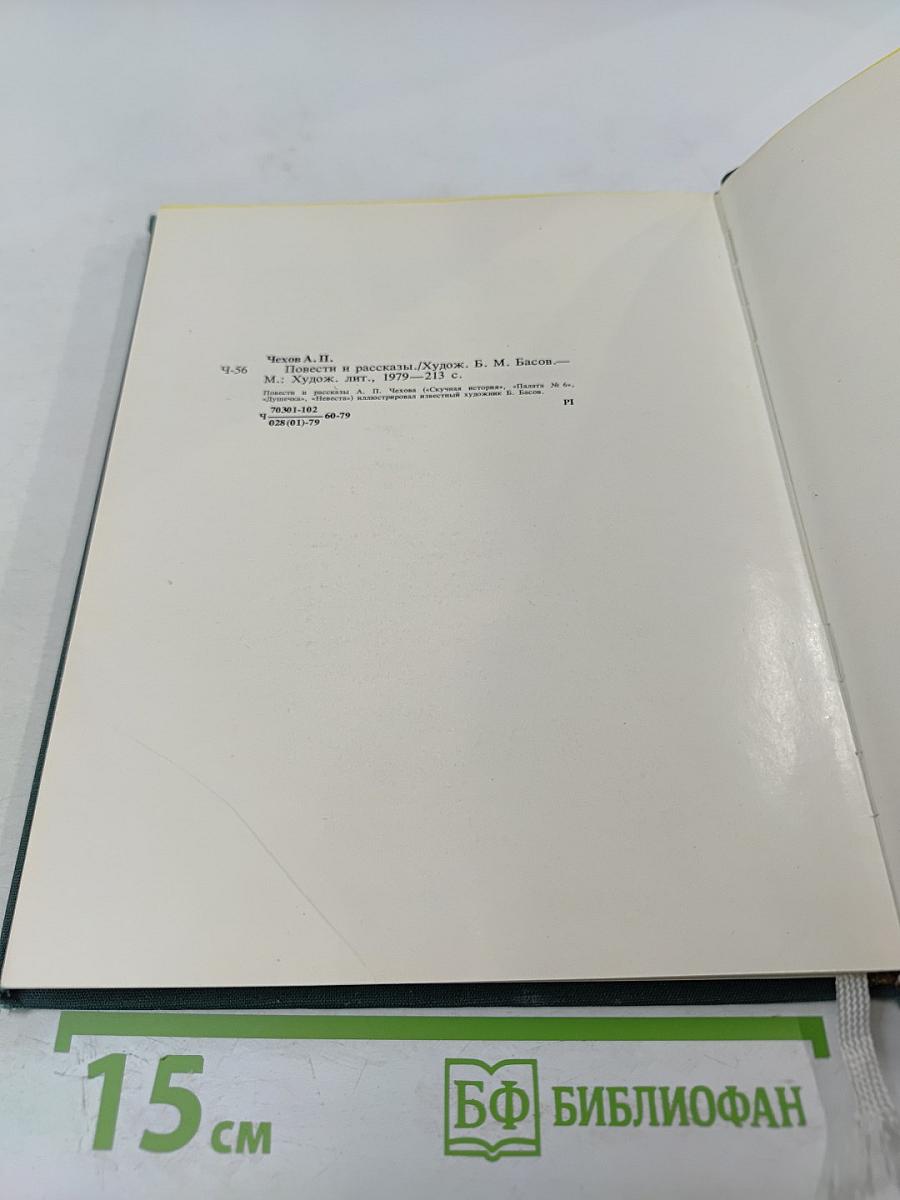 Чехов А. П.
Ч-56 Повести и рассказы./Худож. Б. М. Басов.—
М.: Худож. лит., 1979—213 с.
Повести и рассказы А. П. Чехова («Скучная история», «Палата № 6»,
«Душечка», «Невеста») иллюстрировал известный художник Б. Басов.
Ч 70301-102 60-79 РI
028(01)-79
15 см БФ БИБЛИОФАН